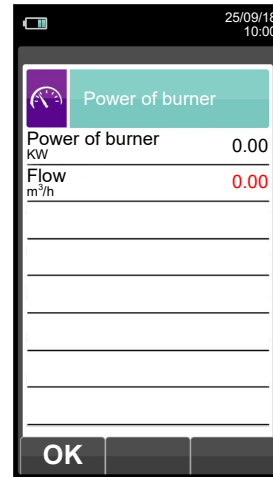 25/09/18
10:00
Power of burner
Power of burner
KW
0.00
Flow
m³/h
0.00
OK